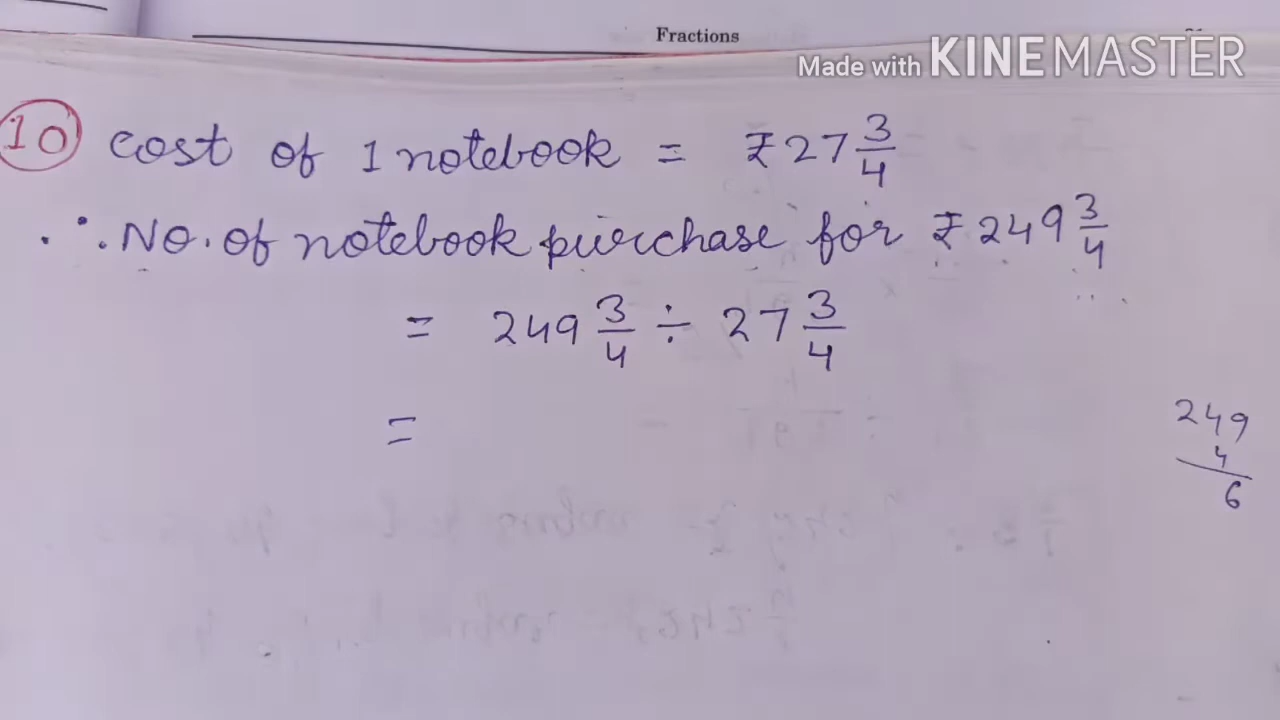 Fractions
Made with KINEMASTER
10 Cost of 1 notebook = ₹27 3/4
∴ No. of notebook purchase for ₹249 3/4
= 249 3/4 ÷ 27 3/4
=
249
4
6